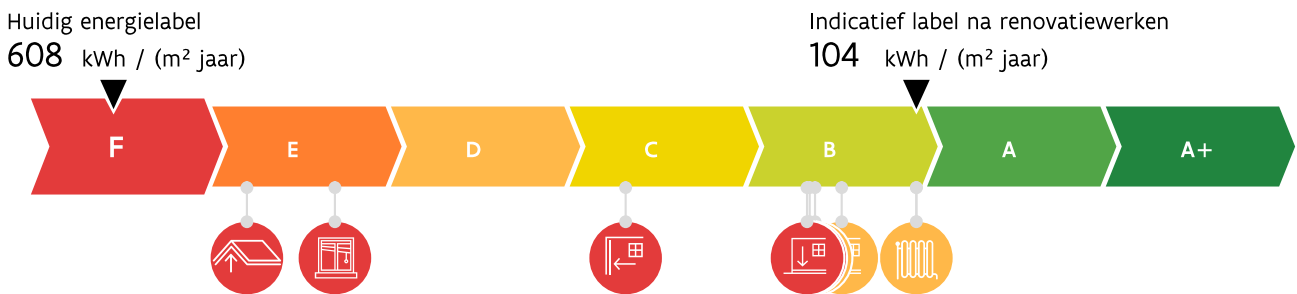 Huidig energielabel
608 kWh / (m² jaar)
Indicatief label na renovatiewerken
104 kWh / (m² jaar)
F E D C B A A+